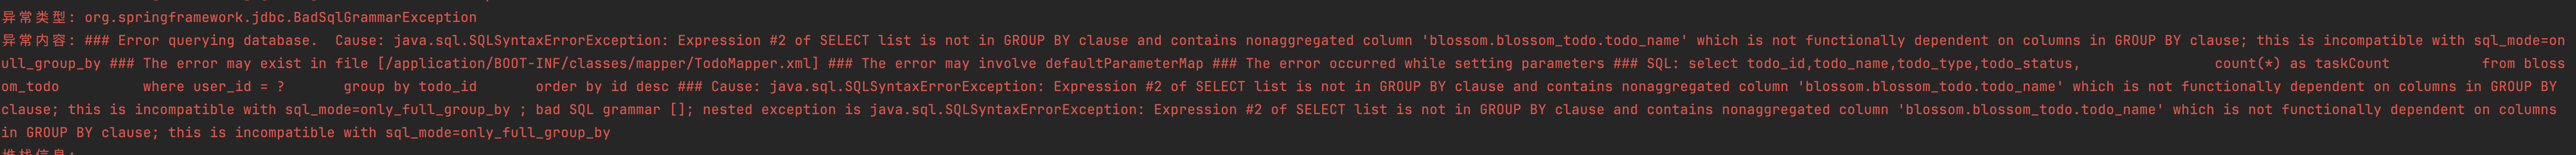 异常类型: org.springframework.jdbc.BadSqlGrammarException
异常内容: ### Error querying database.  Cause: java.sql.SQLSyntaxErrorException: Expression #2 of SELECT list is not in GROUP BY clause and contains nonaggregated column 'blossom.blossom_todo.todo_name' which is not functionally dependent on columns in GROUP BY clause; this is incompatible with sql_mode=on
ull_group_by ### The error may exist in file [/application/BOOT-INF/classes/mapper/TodoMapper.xml] ### The error may involve defaultParameterMap ### The error occurred while setting parameters ### SQL: select todo_id,todo_name,todo_type,todo_status,                count(*) as taskCount           from bloss
om_todo          where user_id = ?       group by todo_id       order by id desc ### Cause: java.sql.SQLSyntaxErrorException: Expression #2 of SELECT list is not in GROUP BY clause and contains nonaggregated column 'blossom.blossom_todo.todo_name' which is not functionally dependent on columns in GROUP BY
clause; this is incompatible with sql_mode=only_full_group_by ; bad SQL grammar []; nested exception is java.sql.SQLSyntaxErrorException: Expression #2 of SELECT list is not in GROUP BY clause and contains nonaggregated column 'blossom.blossom_todo.todo_name' which is not functionally dependent on columns
in GROUP BY clause; this is incompatible with sql_mode=only_full_group_by